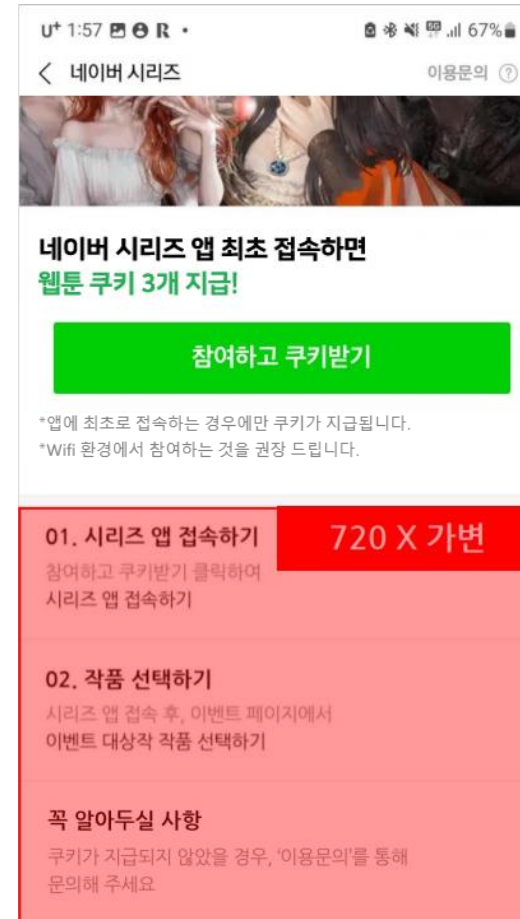 U+ 1:57 R •
5G .ıll 67%
< 네이버 시리즈 이용문의 ?
네이버 시리즈 앱 최초 접속하면
웹툰 쿠키 3개 지급!
참여하고 쿠키받기
*앱에 최초로 접속하는 경우에만 쿠키가 지급됩니다.
*Wifi 환경에서 참여하는 것을 권장 드립니다.
720 X 가변
01. 시리즈 앱 접속하기
참여하고 쿠키받기 클릭하여
시리즈 앱 접속하기
02. 작품 선택하기
시리즈 앱 접속 후, 이벤트 페이지에서
이벤트 대상작 작품 선택하기
꼭 알아두실 사항
쿠키가 지급되지 않았을 경우, '이용문의'를 통해
문의해 주세요